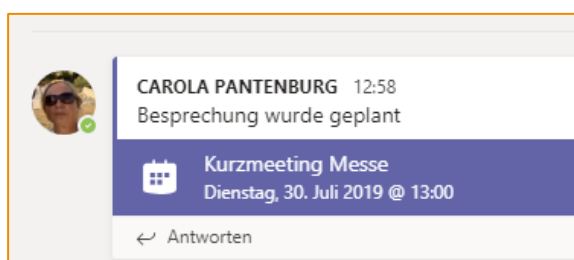 CAROLA PANTENBURG 12:58
Besprechung wurde geplant
Kurzmeeting Messe
Dienstag, 30. Juli 2019 @ 13:00
Antworten